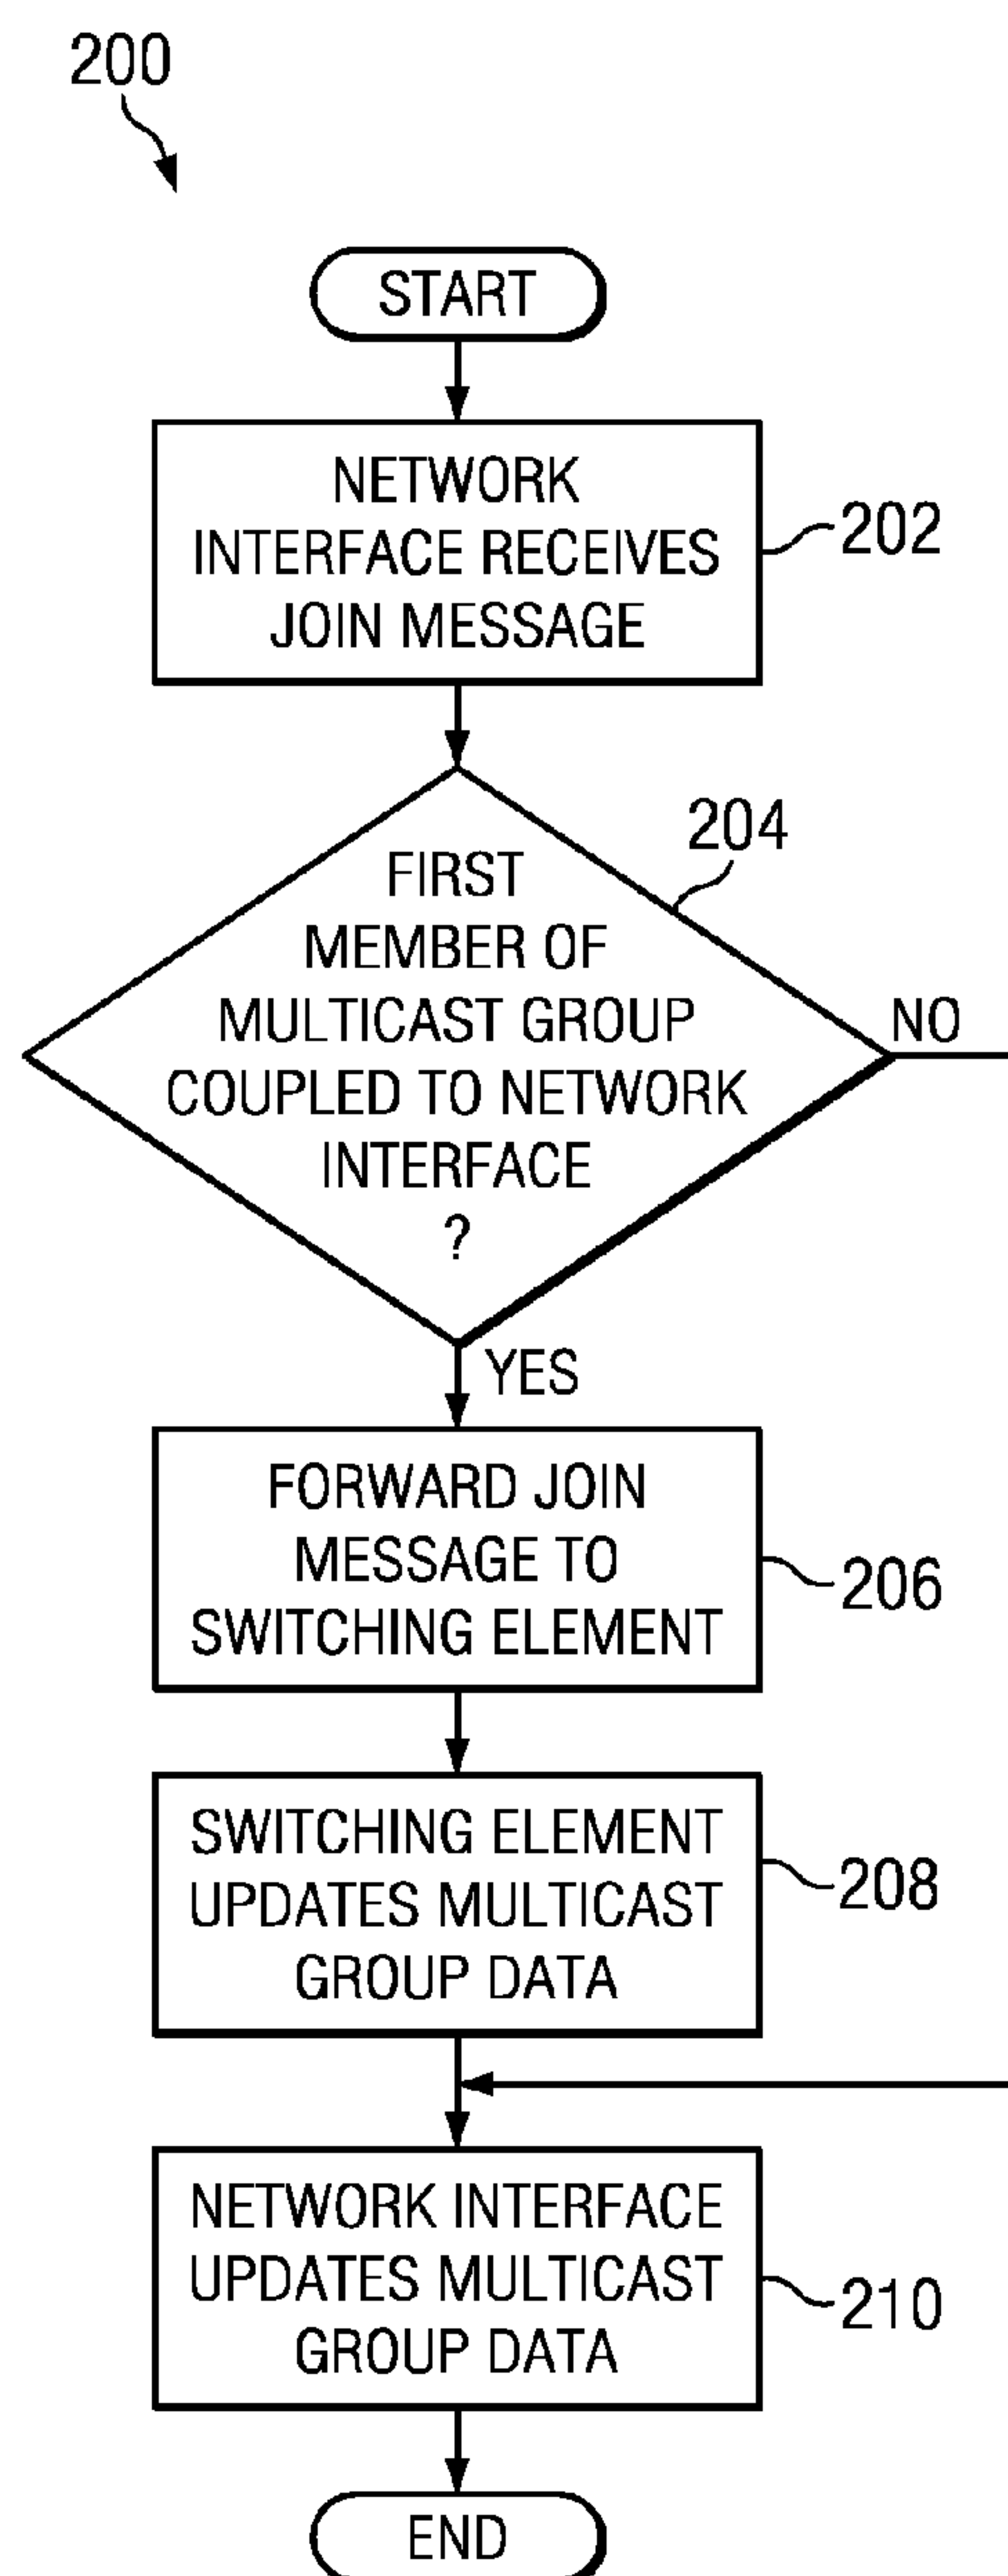 200
START
NETWORK
INTERFACE RECEIVES
JOIN MESSAGE
202
204
FIRST
MEMBER OF
MULTICAST GROUP
COUPLED TO NETWORK
INTERFACE
?
NO
YES
FORWARD JOIN
MESSAGE TO
SWITCHING ELEMENT
206
SWITCHING ELEMENT
UPDATES MULTICAST
GROUP DATA
208
NETWORK INTERFACE
UPDATES MULTICAST
GROUP DATA
210
END